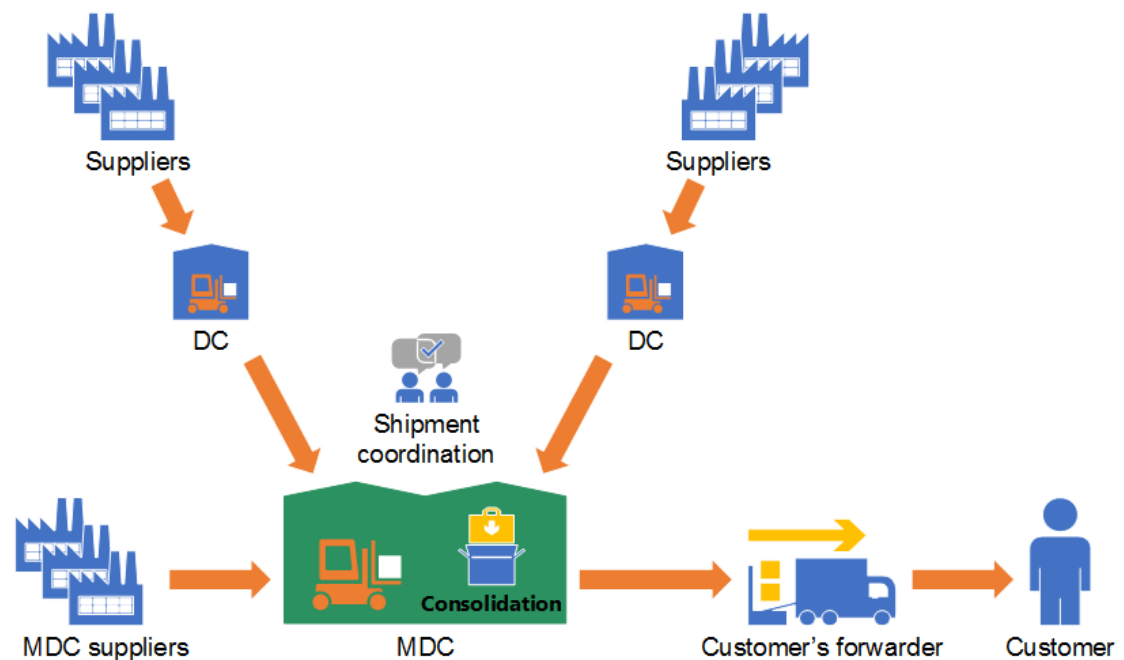 Suppliers
Suppliers
DC
DC
Shipment
coordination
Consolidation
MDC suppliers
MDC
Customer's forwarder
Customer